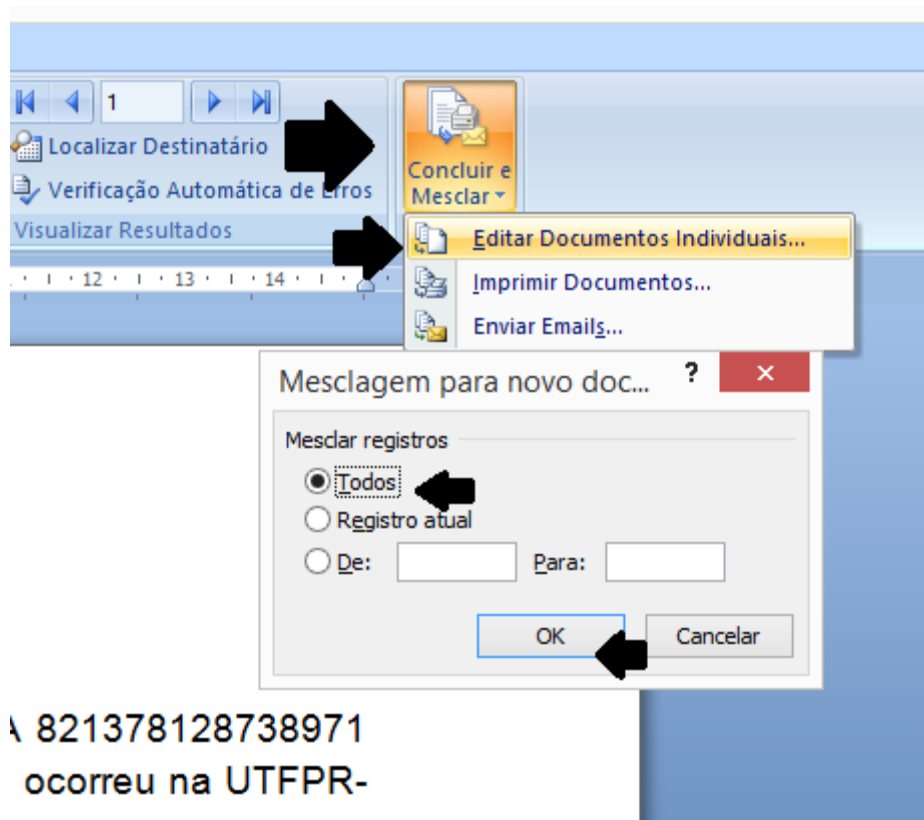 1
Localizar Destinatário
Verificação Automática de Erros
Visualizar Resultados
Concluir e
Mesclar
Editar Documentos Individuais...
Imprimir Documentos...
Enviar Emails...
12 13 14
Mesclagem para novo doc... ?
Mesclar registros
Todos
Registro atual
De: Para:
OK Cancelar
821378128738971
ocorreu na UTFPR-